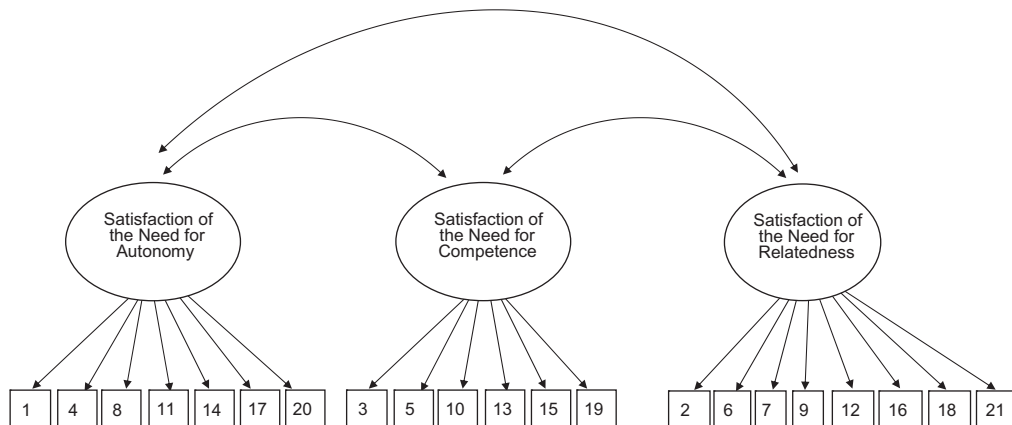 Satisfaction of
the Need for
Autonomy
Satisfaction of
the Need for
Competence
Satisfaction of
the Need for
Relatedness
1 4 8 11 14 17 20 3 5 10 13 15 19 2 6 7 9 12 16 18 21